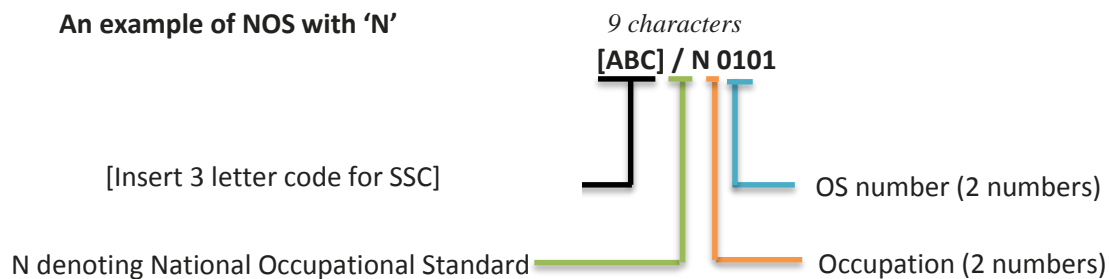 An example of NOS with ‘N’
9 characters
[ABC] / N 0101
[Insert 3 letter code for SSC]
OS number (2 numbers)
N denoting National Occupational Standard
Occupation (2 numbers)